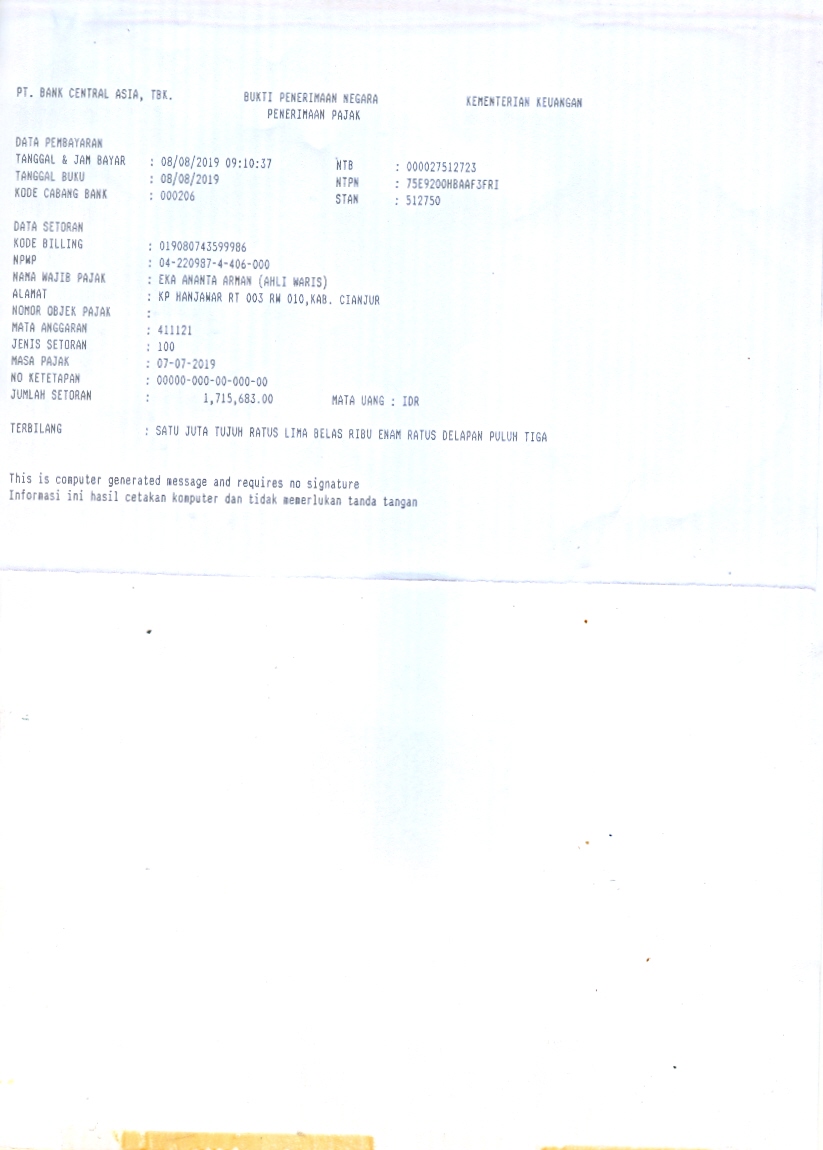 PT. BANK CENTRAL ASIA, TBK. BUKTI PENERIMAAN NEGARA KEMENTERIAN KEUANGAN
PENERIMAAN PAJAK
DATA PEMBAYARAN
TANGGAL & JAM BAYAR : 08/08/2019 09:10:37 NTB : 000027512723
TANGGAL BUKU : 08/08/2019 NTPN : 75E9200HBAAF3FRI
KODE CABANG BANK : 000206 STAN : 512750
DATA SETORAN
KODE BILLING : 019080743599986
NPWP : 04-220987-4-406-000
NAMA WAJIB PAJAK : EKA ANANTA ARMAN (AHLI WARIS)
ALAMAT : KP HANJAWAR RT 003 RW 010,KAB. CIANJUR
NOMOR OBJEK PAJAK :
MATA ANGGARAN : 411121
JENIS SETORAN : 100
MASA PAJAK : 07-07-2019
NO KETETAPAN : 00000-000-00-000-00
JUMLAH SETORAN : 1,715,683.00 MATA UANG : IDR
TERBILANG : SATU JUTA TUJUH RATUS LIMA BELAS RIBU ENAM RATUS DELAPAN PULUH TIGA
This is computer generated message and requires no signature
Informasi ini hasil cetakan komputer dan tidak memerlukan tanda tangan